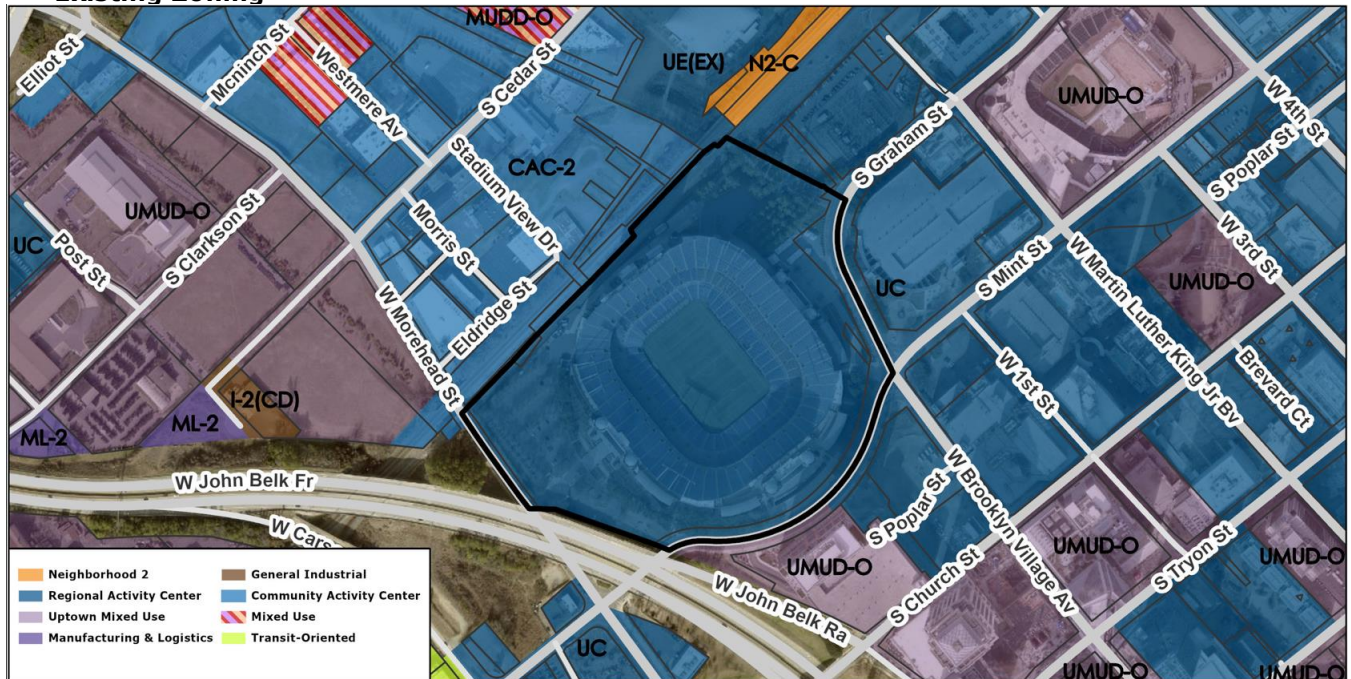 Existing Zoning
Elliot St
Mcninch St
Westmere Av
MUDD-O
S Cedar St
UE(EX)
N2-C
UMUD-O
W 4th St
S Poplar St
S Graham St
Stadium View Dr
CAC-2
UMUD-O
S Clarkson St
UC
Post St
Morris St
W 3rd St
S Mint St
UC
UMUD-O
W Martin Luther King Jr Bv
W Morehead St
Eldridge St
W 1st St
Brevard Ct
I-2(CD)
ML-2
ML-2
W John Belk Fr
W Brooklyn Village Av
S Poplar St
UMUD-O
UMUD-O
UMUD-O
S Tryon St
S Church St
W John Belk Ra
UC
UMUD-O
UMUD-O
Neighborhood 2
General Industrial
Regional Activity Center
Community Activity Center
Uptown Mixed Use
Mixed Use
Manufacturing & Logistics
Transit-Oriented